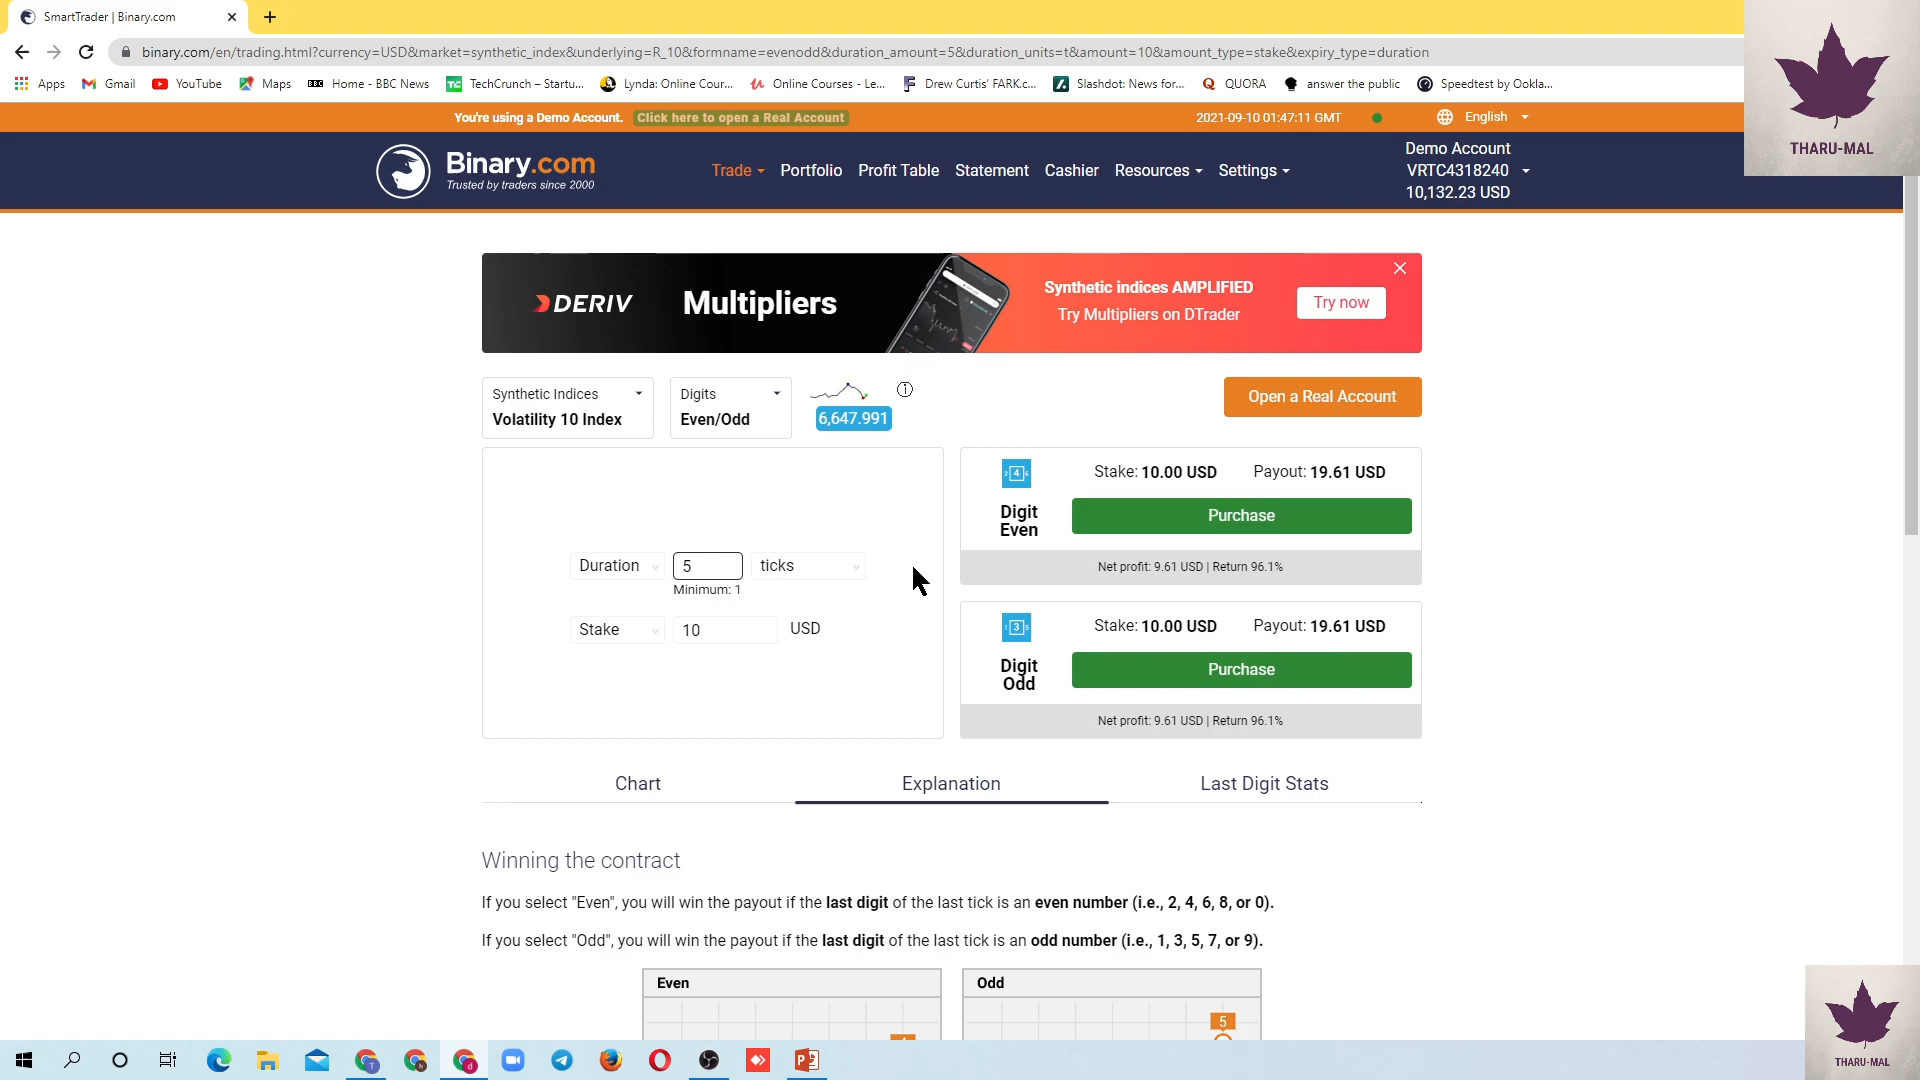 SmartTrader | Binary.com
binary.com/en/trading.html?currency=USD&market=synthetic_index&underlying=R_10&formname=evenodd&duration_amount=5&duration_units=t&amount=10&amount_type=stake&expiry_type=duration
Apps Gmail YouTube Maps BBC Home - BBC News TC TechCrunch – Startu... Lynda: Online Cour... Online Courses - Le... Drew Curtis' FARK.c... Slashdot: News for... QUORA answer the public Speedtest by Ookla...
THARU-MAL
You're using a Demo Account. Click here to open a Real Account 2021-09-10 01:47:11 GMT English
Binary.com
Trusted by traders since 2000
Trade Portfolio Profit Table Statement Cashier Resources Settings
Demo Account
VRTC4318240
10,132.23 USD
DERIV Multipliers
Synthetic indices AMPLIFIED
Try Multipliers on DTrader
Try now
Synthetic Indices
Volatility 10 Index
Digits
Even/Odd
6,647.991
Open a Real Account
Duration 5 ticks
Minimum: 1
Stake 10 USD
4
Stake: 10.00 USD Payout: 19.61 USD
Digit
Even
Purchase
Net profit: 9.61 USD | Return 96.1%
3
Stake: 10.00 USD Payout: 19.61 USD
Digit
Odd
Purchase
Net profit: 9.61 USD | Return 96.1%
Chart Explanation Last Digit Stats
Winning the contract
If you select "Even", you will win the payout if the last digit of the last tick is an even number (i.e., 2, 4, 6, 8, or 0).
If you select "Odd", you will win the payout if the last digit of the last tick is an odd number (i.e., 1, 3, 5, 7, or 9).
Even
Odd
5
THARU-MAL